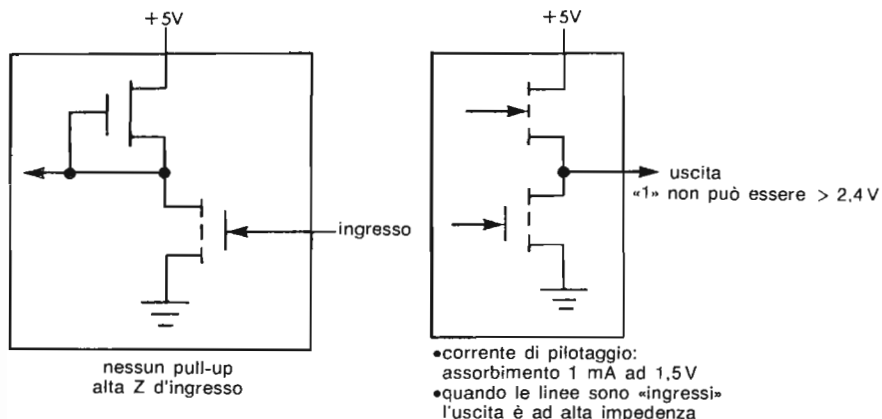 +5V
+5V
ingresso
uscita
«1» non può essere > 2,4 V
nessun pull-up
alta Z d'ingresso
•corrente di pilotaggio:
assorbimento 1 mA ad 1,5 V
•quando le linee sono «ingressi»
l'uscita è ad alta impedenza